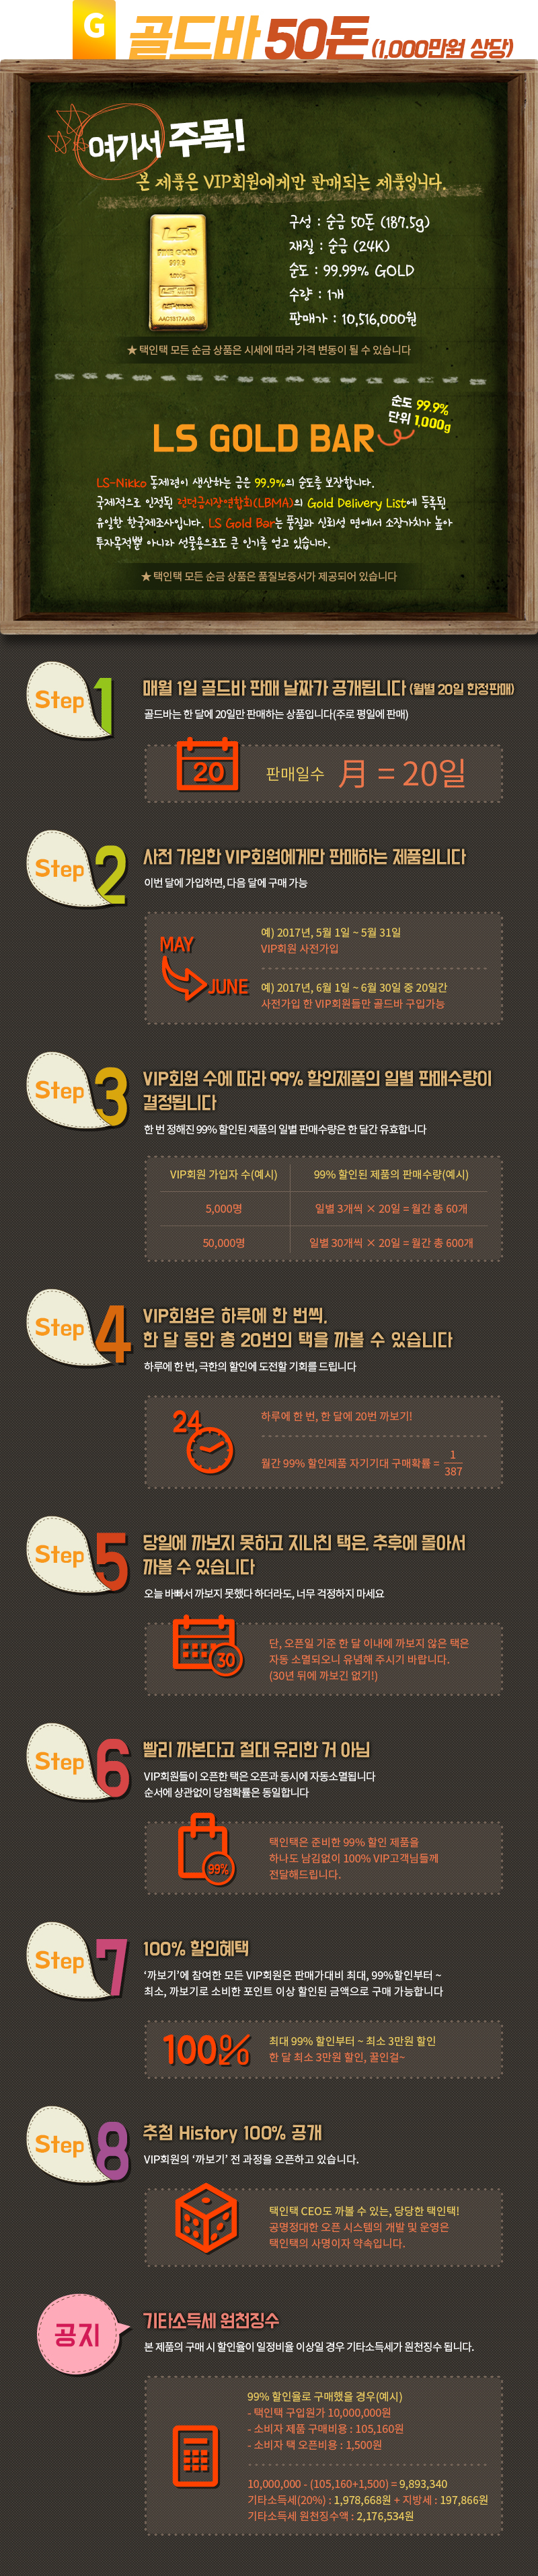 G 골드바 50돈 (1,000만원 상당)
여기서 주목!
본 제품은 VIP회원에게만 판매되는 제품입니다.
LS
FINE GOLD
999.9
구성 : 순금 50돈 (187.5g)
재질 : 순금 (24K)
순도 : 99.99% GOLD
수량 : 1개
판매가 : 10,516,000원
★ 택인택 모든 순금 상품은 시세에 따라 가격 변동이 될 수 있습니다
순도 99.9%
단위 1,000g
LS GOLD BAR
LS-Nikko 동제련이 생산하는 금은 99.9%의 순도를 보장합니다.
국제적으로 인정된 런던금시장연합회(LBMA)의 Gold Delivery List에 등록된
유일한 한국제조사입니다. LS Gold Bar는 품질과 신뢰성 면에서 소장가치가 높아
투자목적뿐 아니라 선물용으로도 큰 인기를 얻고 있습니다.
★ 택인택 모든 순금 상품은 품질보증서가 제공되어 있습니다
Step 1
매월 1일 골드바 판매 날짜가 공개됩니다 (월별 20일 한정판매)
골드바는 한 달에 20일만 판매하는 상품입니다(주로 평일에 판매)
20
판매일수 月 = 20일
Step 2
사전 가입한 VIP회원에게만 판매하는 제품입니다
이번 달에 가입하면, 다음 달에 구매 가능
MAY
JUNE
예) 2017년, 5월 1일 ~ 5월 31일
VIP회원 사전가입
예) 2017년, 6월 1일 ~ 6월 30일 중 20일간
사전가입 한 VIP회원들만 골드바 구입가능
Step 3
VIP회원 수에 따라 99% 할인제품의 일별 판매수량이
결정됩니다
한 번 정해진 99% 할인된 제품의 일별 판매수량은 한 달간 유효합니다
VIP회원 가입자 수(예시) 99% 할인된 제품의 판매수량(예시)
5,000명 일별 3개씩 × 20일 = 월간 총 60개
50,000명 일별 30개씩 × 20일 = 월간 총 600개
Step 4
VIP회원은 하루에 한 번씩,
한 달 동안 총 20번의 택을 까볼 수 있습니다
하루에 한 번, 극한의 할인에 도전할 기회를 드립니다
24
하루에 한 번, 한 달에 20번 까보기!
월간 99% 할인제품 자기기대 구매확률 = 1/387
Step 5
당일에 까보지 못하고 지나친 택은, 추후에 몰아서
까볼 수 있습니다
오늘 바빠서 까보지 못했다 하더라도, 너무 걱정하지 마세요
30
단, 오픈일 기준 한 달 이내에 까보지 않은 택은
자동 소멸되오니 유념해 주시기 바랍니다.
(30년 뒤에 까보긴 없기!)
Step 6
빨리 까본다고 절대 유리한 거 아님
VIP회원들이 오픈한 택은 오픈과 동시에 자동소멸됩니다
순서에 상관없이 당첨확률은 동일합니다
99%
택인택은 준비한 99% 할인 제품을
하나도 남김없이 100% VIP고객님들께
전달해드립니다.
Step 7
100% 할인혜택
‘까보기’에 참여한 모든 VIP회원은 판매가대비 최대, 99%할인부터 ~
최소, 까보기로 소비한 포인트 이상 할인된 금액으로 구매 가능합니다
100%
최대 99% 할인부터 ~ 최소 3만원 할인
한 달 최소 3만원 할인, 꿀인걸~
Step 8
추첨 History 100% 공개
VIP회원의 ‘까보기’ 전 과정을 오픈하고 있습니다.
택인택 CEO도 까볼 수 있는, 당당한 택인택!
공명정대한 오픈 시스템의 개발 및 운영은
택인택의 사명이자 약속입니다.
공지
기타소득세 원천징수
본 제품의 구매 시 할인율이 일정비율 이상일 경우 기타소득세가 원천징수 됩니다.
99% 할인율로 구매했을 경우(예시)
- 택인택 구입원가 10,000,000원
- 소비자 제품 구매비용 : 105,160원
- 소비자 택 오픈비용 : 1,500원
10,000,000 - (105,160+1,500) = 9,893,340
기타소득세(20%) : 1,978,668원 + 지방세 : 197,866원
기타소득세 원천징수액 : 2,176,534원